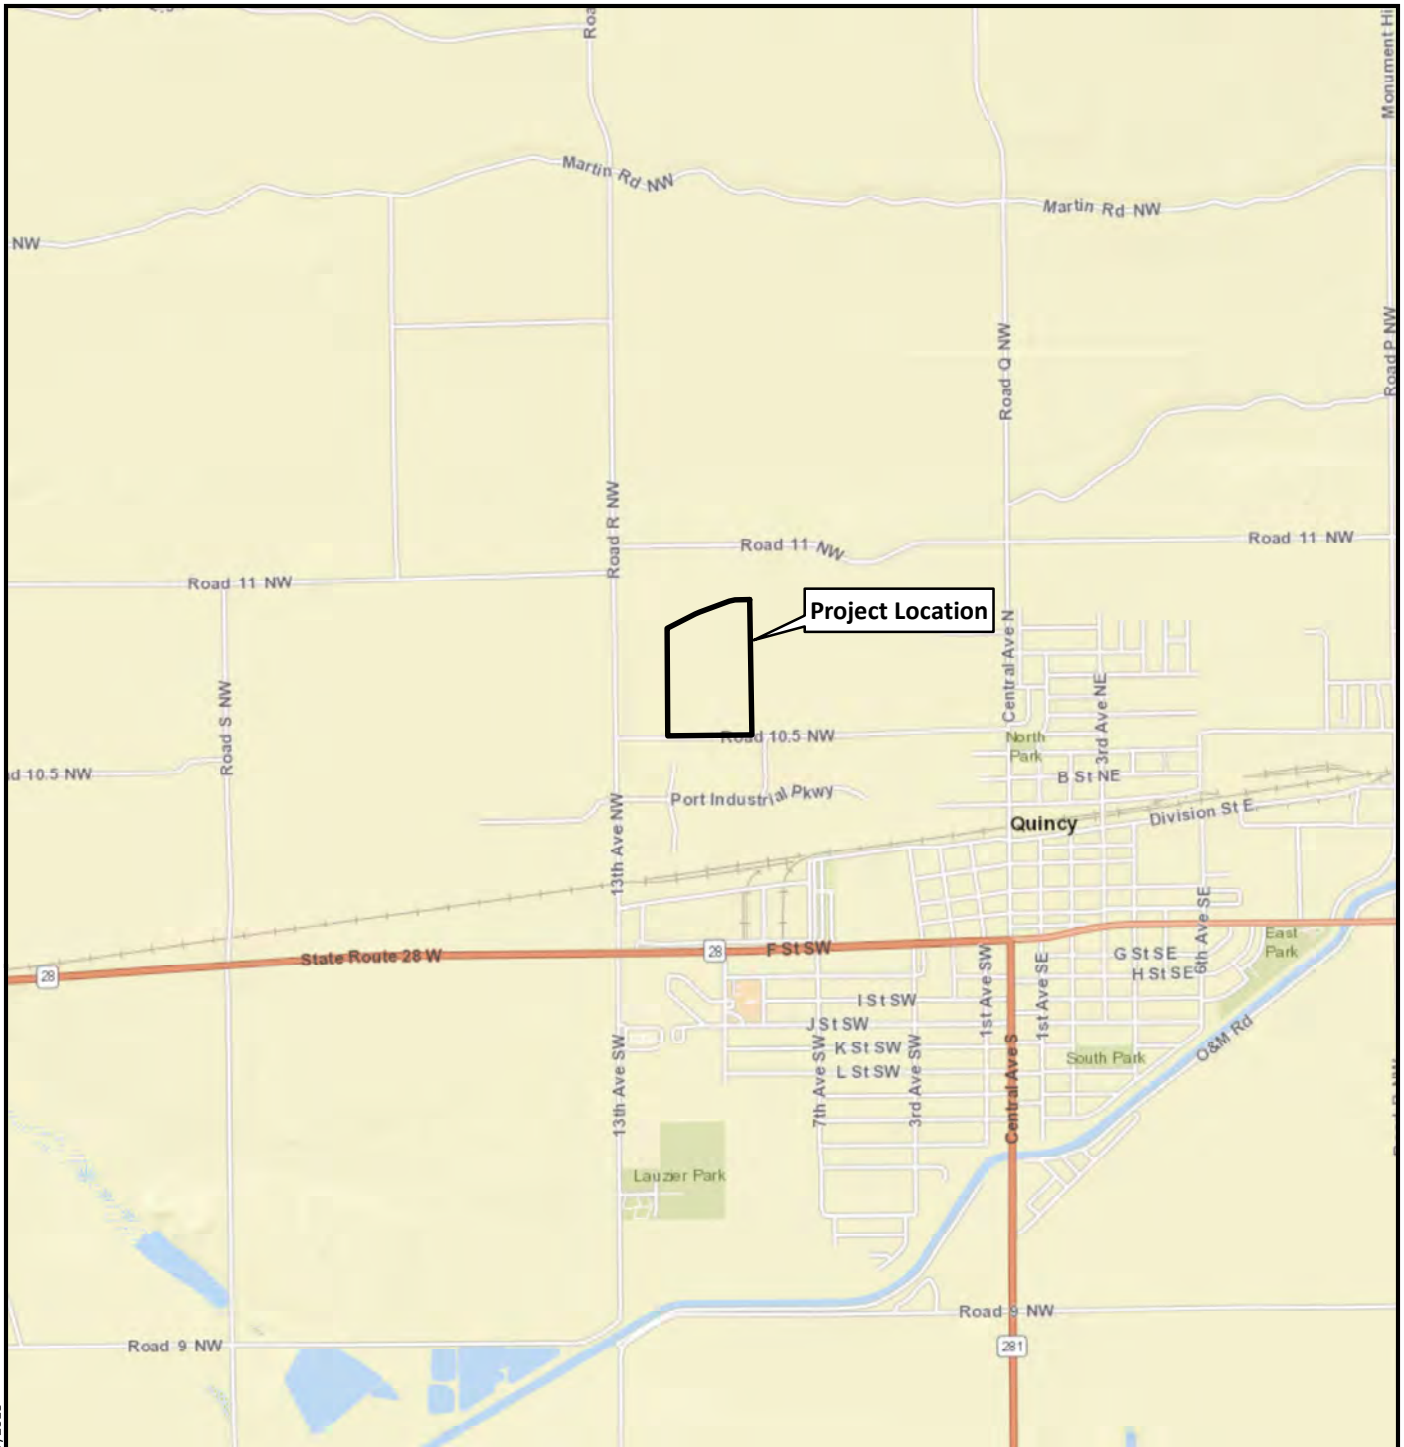 Roa
Monument Hi
Martin Rd NW
Martin Rd NW
NW
Road Q NW
Road P NW
Road R NW
Road 11 NW
Road 11 NW
Road 11 NW
Project Location
Central Ave N
Road S NW
3rd Ave NE
Road 10.5 NW
North
Park
d 10.5 NW
B St NE
Port Industrial Pkwy
Quincy
Division St E
13th Ave NW
6th Ave SE
State Route 28 W
28
28
F St SW
East
Park
G St SE
H St SE
1st Ave SW
1st Ave SE
I St SW
J St SW
K St SW
L St SW
13th Ave SW
7th Ave SW
3rd Ave SW
Central Ave S
South Park
O&M Rd
Lauzier Park
Road 9 NW
Road 9 NW
281